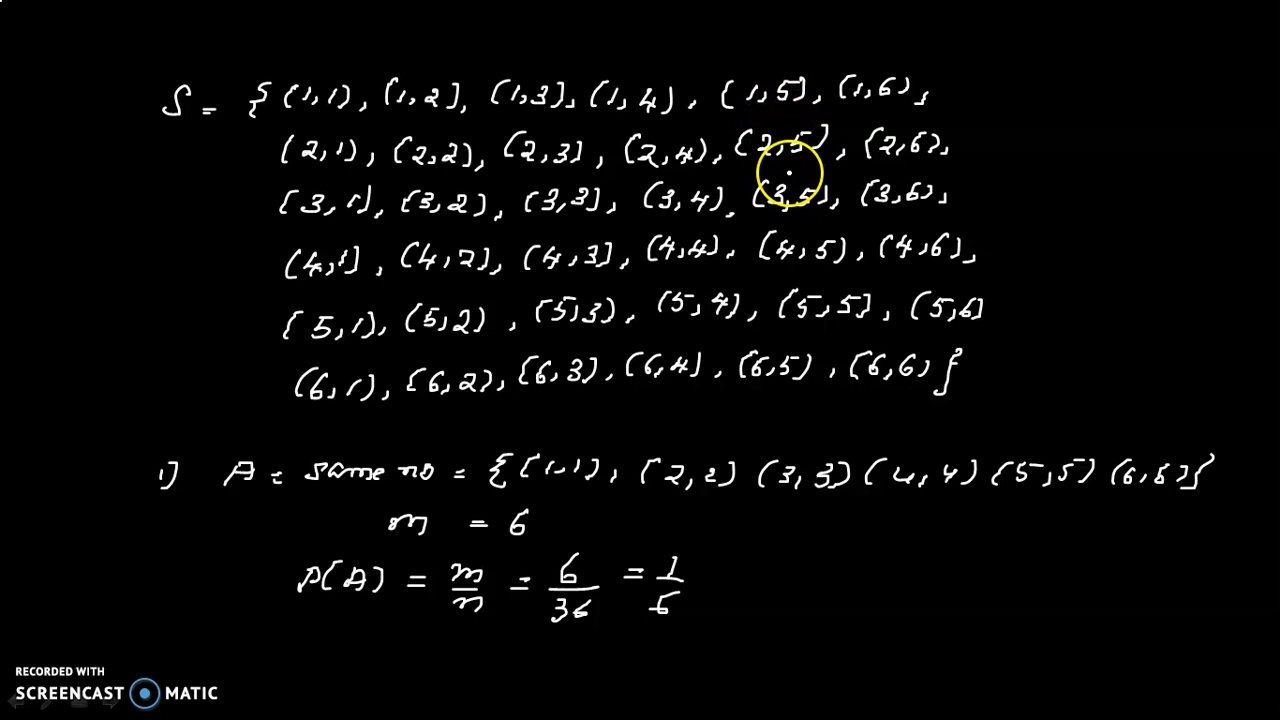 S = {(1,1), (1,2), (1,3), (1,4), (1,5), (1,6),
(2,1), (2,2), (2,3), (2,4), (2,5), (2,6),
(3,1), (3,2), (3,3), (3,4), (3,5), (3,6),
(4,1), (4,2), (4,3), (4,4), (4,5), (4,6),
(5,1), (5,2), (5,3), (5,4), (5,5), (5,6)
(6,1), (6,2), (6,3), (6,4), (6,5), (6,6)}
1) A = same no = {(1,1), (2,2) (3,3) (4,4) (5,5) (6,6)}
m = 6
P(A) = m/n = 6/36 = 1/6
RECORDED WITH
SCREENCAST MATIC